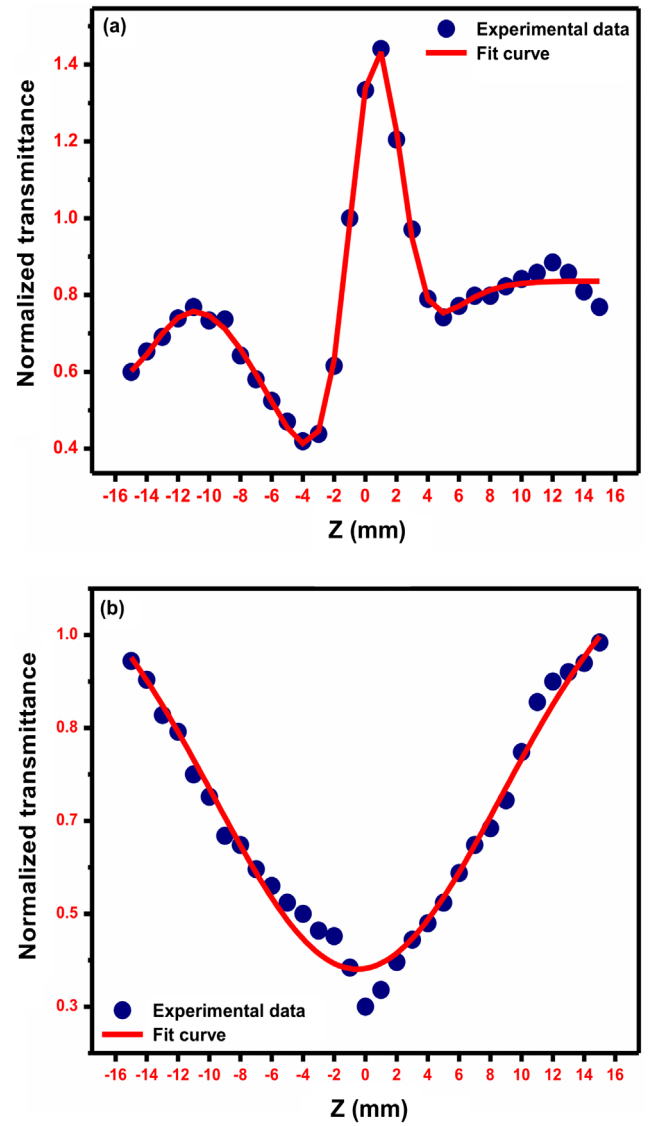 (a)
Experimental data
Fit curve
1.4
1.2
1.0
0.8
0.6
0.4
Normalized transmittance
-16 -14 -12 -10 -8 -6 -4 -2 0 2 4 6 8 10 12 14 16
Z (mm)
(b)
1.0
0.8
0.7
0.5
0.3
Normalized transmittance
Experimental data
Fit curve
-16 -14 -12 -10 -8 -6 -4 -2 0 2 4 6 8 10 12 14 16
Z (mm)